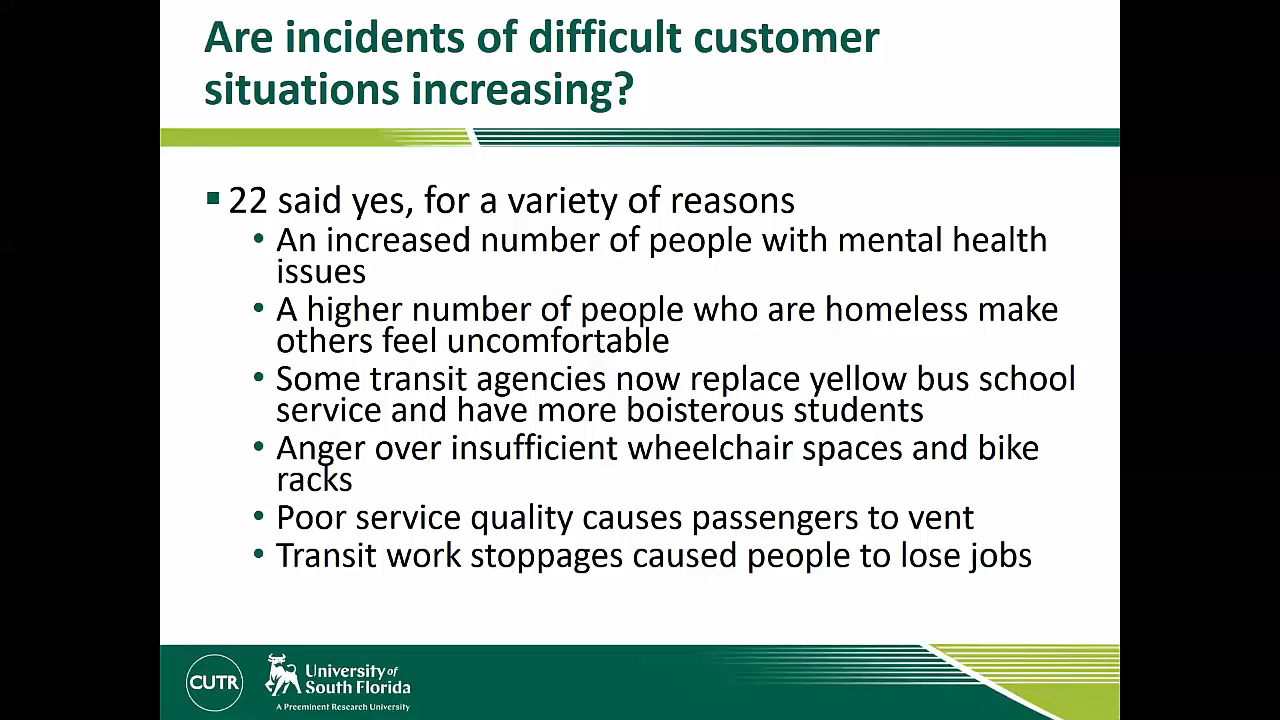 Are incidents of difficult customer
situations increasing?
▪ 22 said yes, for a variety of reasons
• An increased number of people with mental health
issues
• A higher number of people who are homeless make
others feel uncomfortable
• Some transit agencies now replace yellow bus school
service and have more boisterous students
• Anger over insufficient wheelchair spaces and bike
racks
• Poor service quality causes passengers to vent
• Transit work stoppages caused people to lose jobs
CUTR
University of
South Florida
A Preeminent Research University